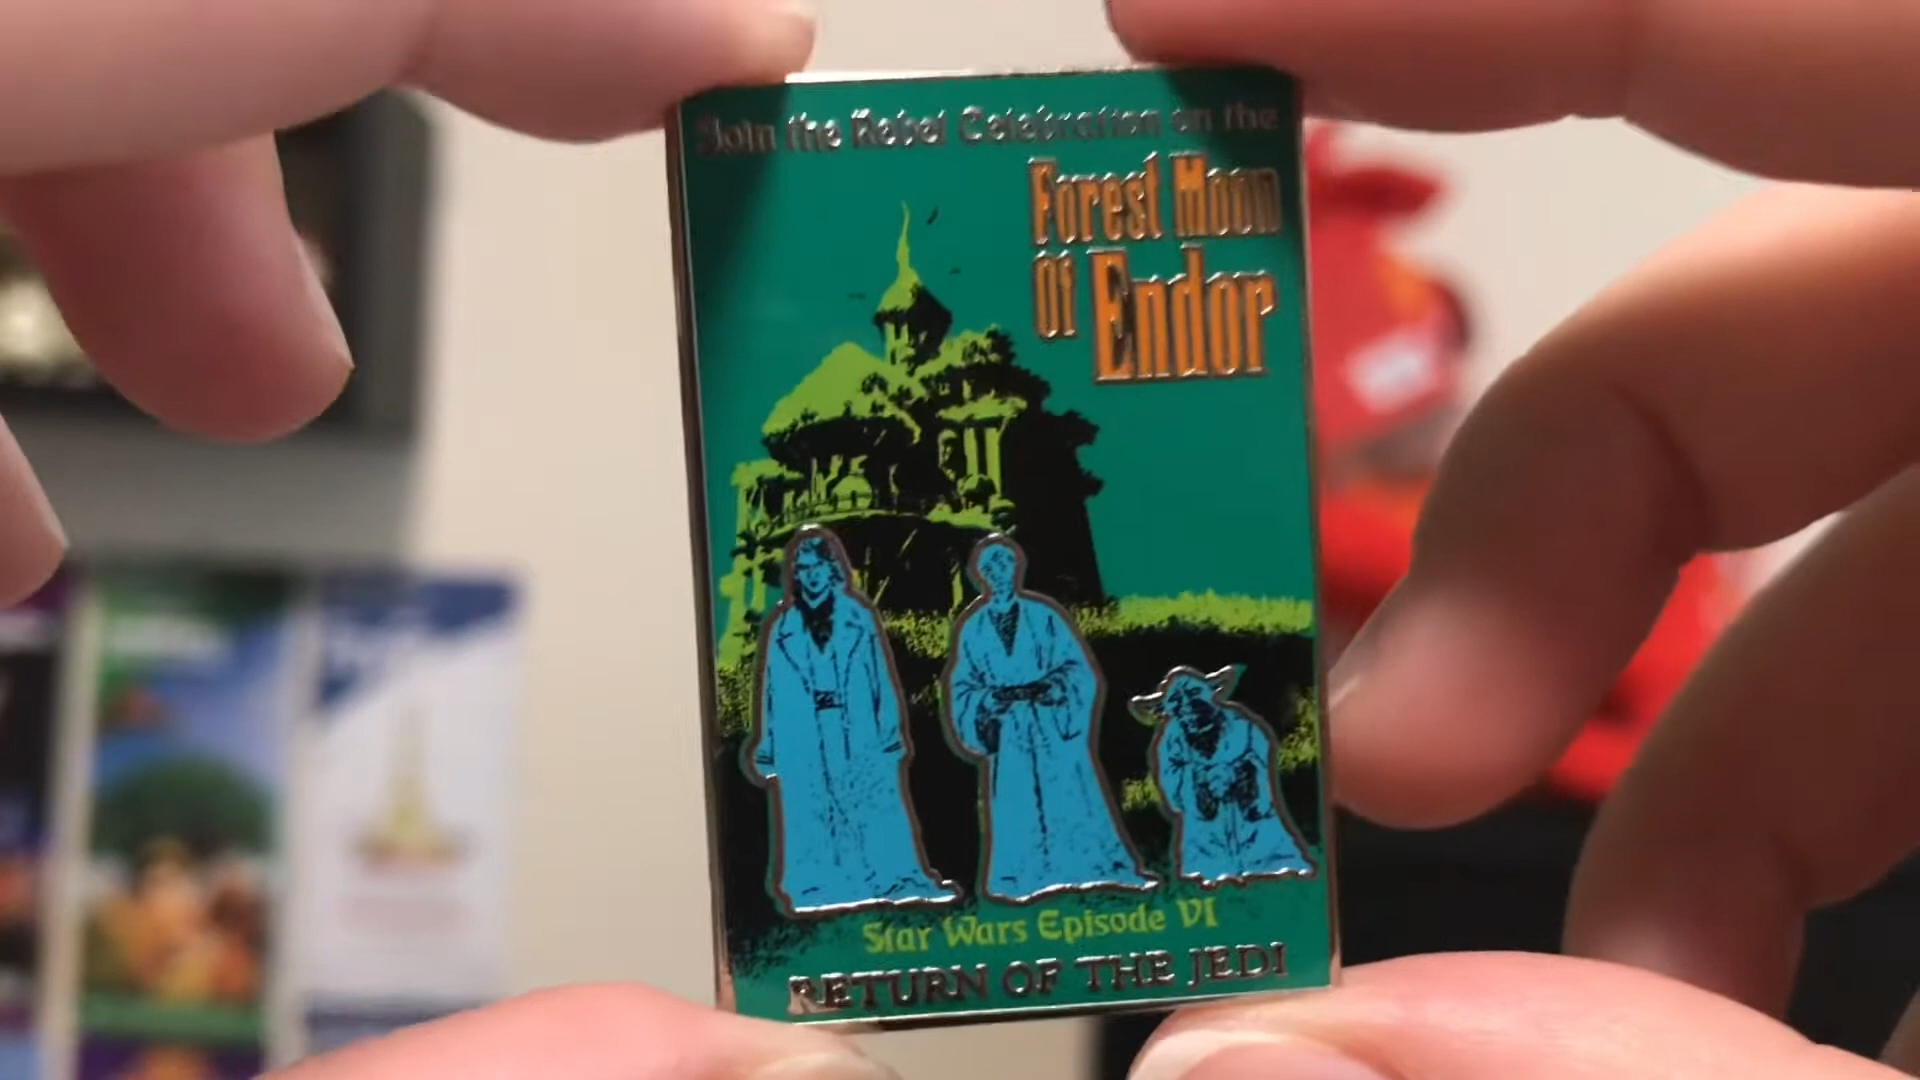 Join the Rebel Celebration on the
Forest Moon
Of Endor
Star Wars Episode VI
RETURN OF THE JEDI